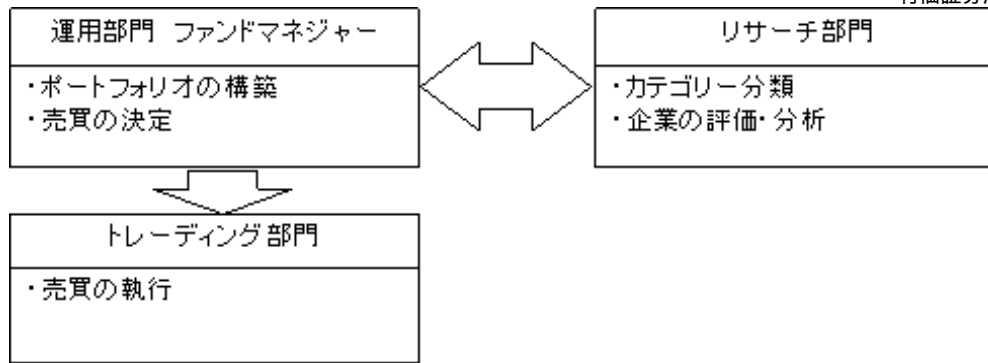 運用部門 ファンドマネジャー
リサーチ部門
・ポートフォリオの構築
・売買の決定
・カテゴリー分類
・企業の評価・分析
トレーディング部門
・売買の執行